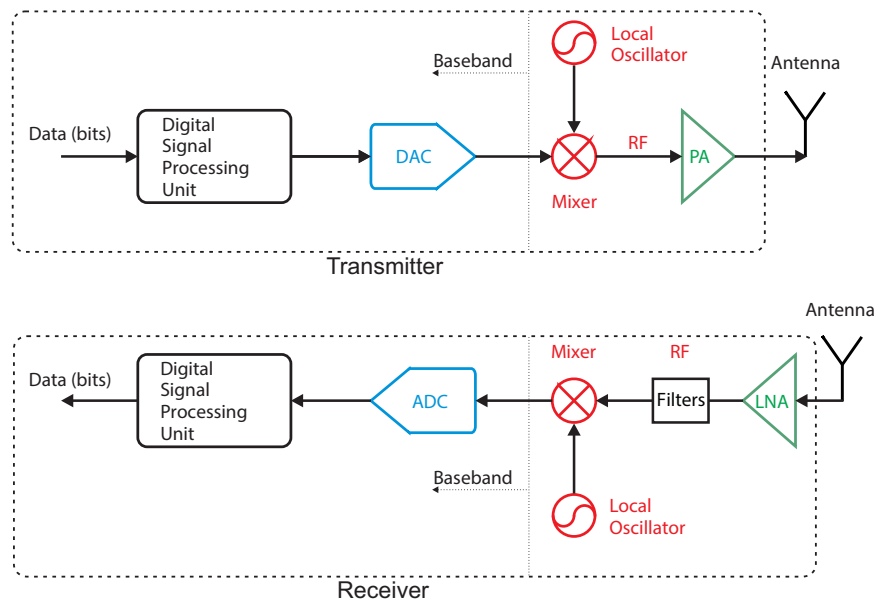 Local
Oscillator
Baseband
Antenna
Data (bits)
Digital
Signal
Processing
Unit
DAC
RF
PA
Mixer
Transmitter
Antenna
Mixer
RF
Data (bits)
Digital
Signal
Processing
Unit
ADC
Filters
LNA
Baseband
Local
Oscillator
Receiver